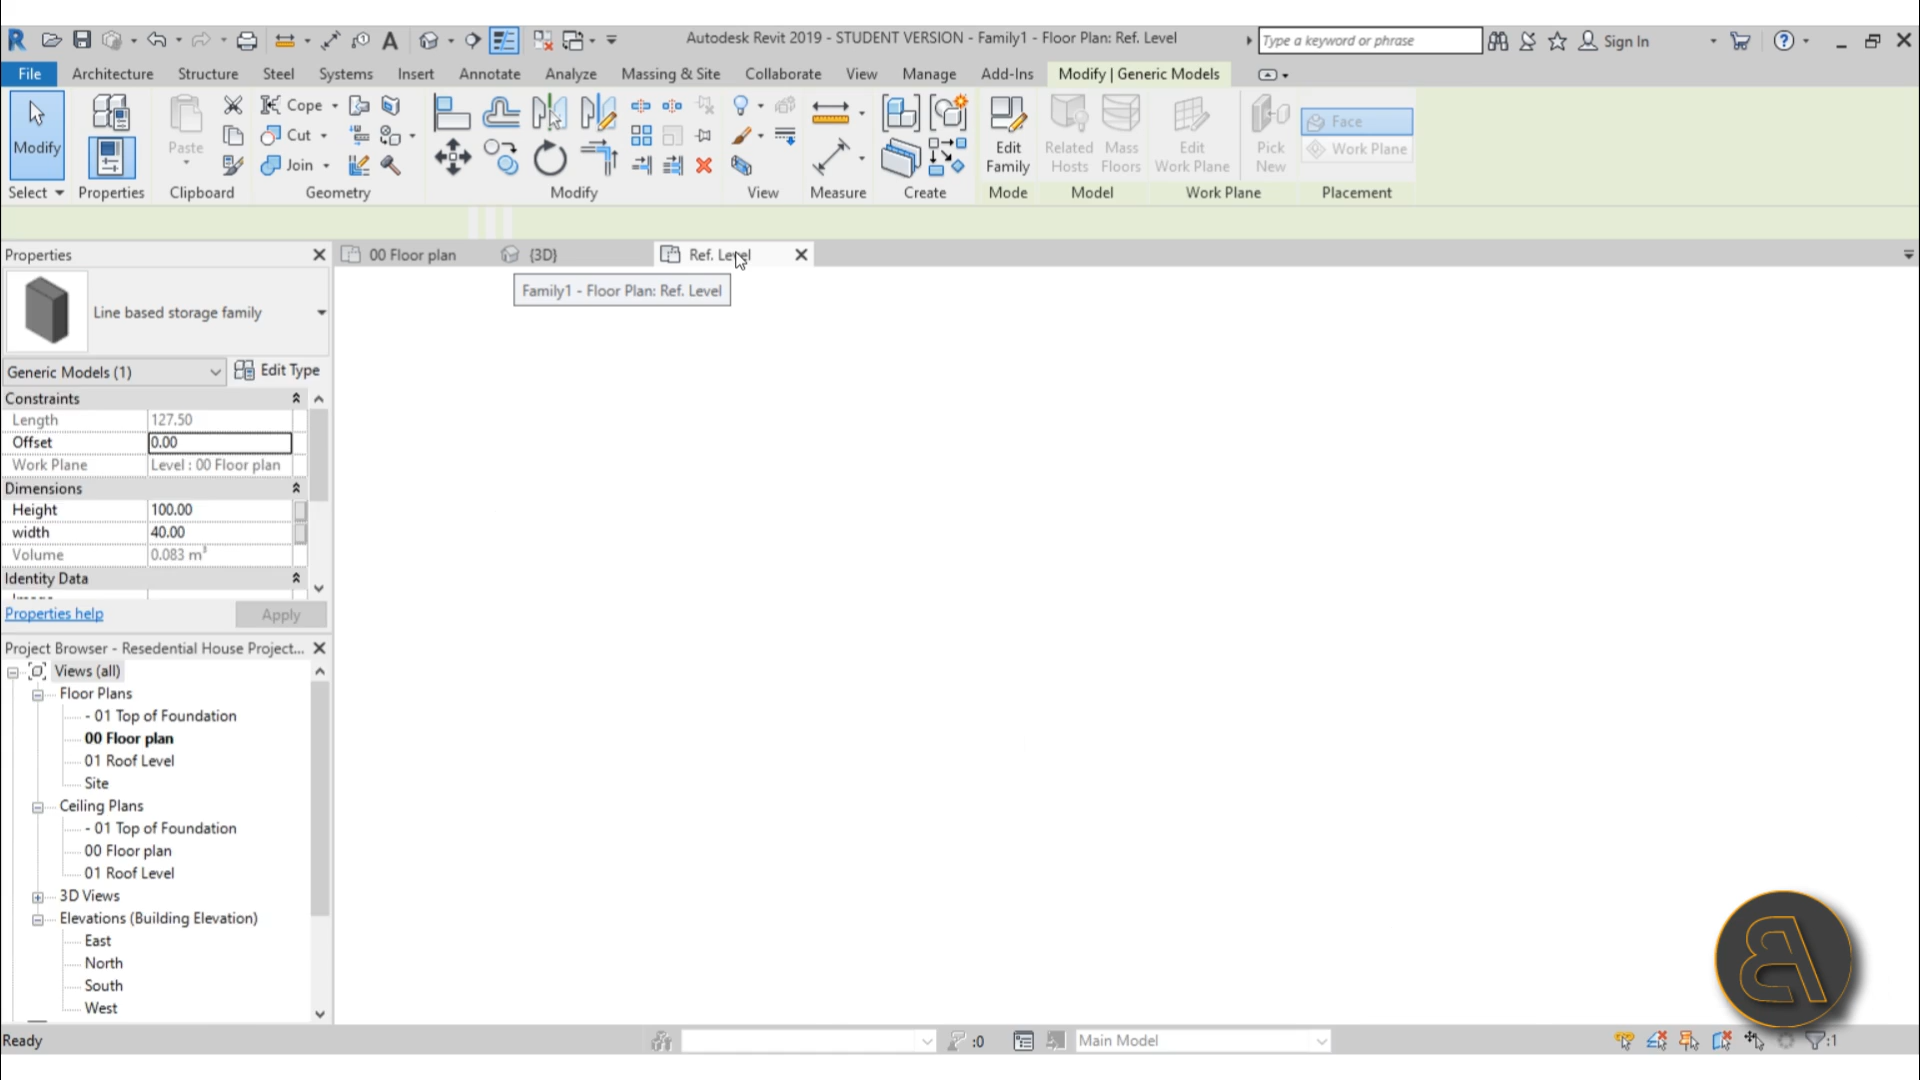 Autodesk Revit 2019 - STUDENT VERSION - Family1 - Floor Plan: Ref. Level
Type a keyword or phrase
Sign In
File Architecture Structure Steel Systems Insert Annotate Analyze Massing & Site Collaborate View Manage Add-Ins Modify | Generic Models
Modify
Paste
Cope
Cut
Join
Edit Family
Related Hosts
Mass Floors
Edit Work Plane
Pick New
Face
Work Plane
Select Properties Clipboard Geometry Modify View Measure Create Mode Model Work Plane Placement
Properties
00 Floor plan
{3D}
Ref. Level
Family1 - Floor Plan: Ref. Level
Line based storage family
Generic Models (1)
Edit Type
Constraints
Length 127.50
Offset 0.00
Work Plane Level : 00 Floor plan
Dimensions
Height 100.00
width 40.00
Volume 0.083 m³
Identity Data
Properties help
Apply
Project Browser - Resedential House Project...
Views (all)
Floor Plans
- 01 Top of Foundation
00 Floor plan
01 Roof Level
Site
Ceiling Plans
- 01 Top of Foundation
00 Floor plan
01 Roof Level
3D Views
Elevations (Building Elevation)
East
North
South
West
Ready
:0
Main Model
:1